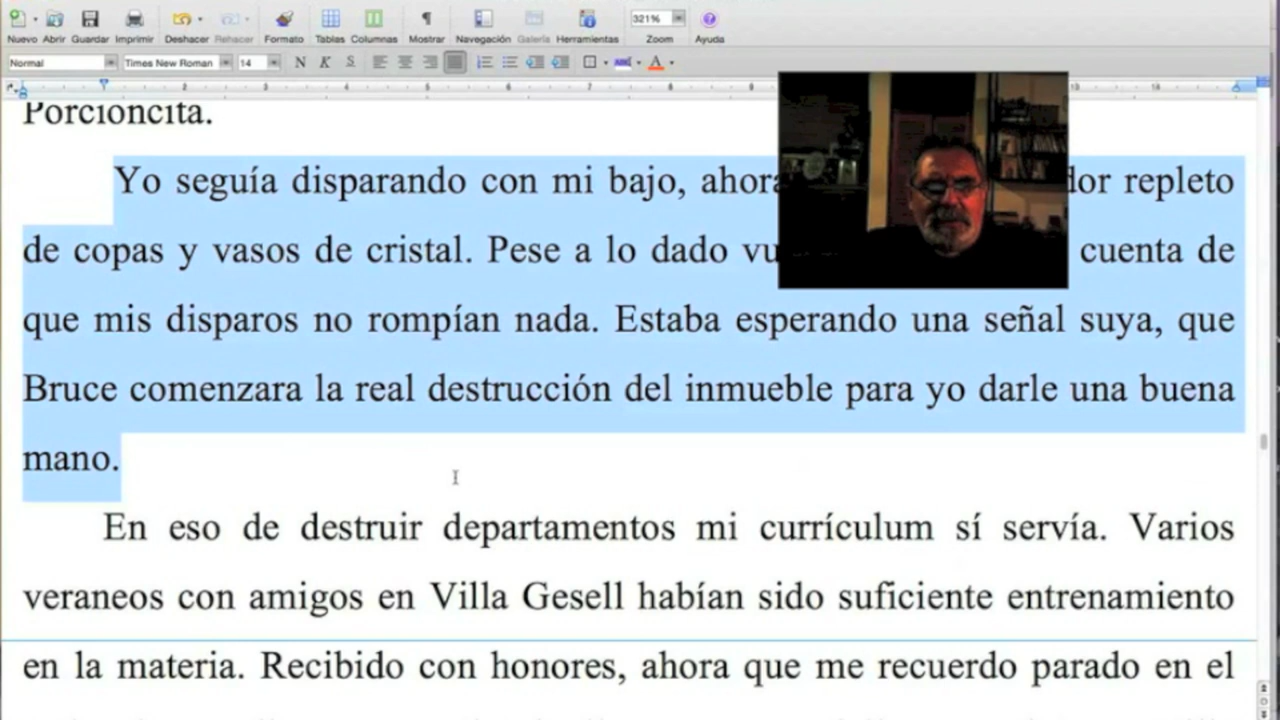 Nuevo Abrir Guardar Imprimir Deshacer Rehacer Formato Tablas Columnas Mostrar Navegación Galería Herramientas Zoom Ayuda
321%
Normal Times New Roman 14 N K S
Porcioncita.
Yo seguía disparando con mi bajo, ahora dor repleto
de copas y vasos de cristal. Pese a lo dado vu cuenta de
que mis disparos no rompían nada. Estaba esperando una señal suya, que
Bruce comenzara la real destrucción del inmueble para yo darle una buena
mano.
En eso de destruir departamentos mi currículum sí servía. Varios
veraneos con amigos en Villa Gesell habían sido suficiente entrenamiento
en la materia. Recibido con honores, ahora que me recuerdo parado en el